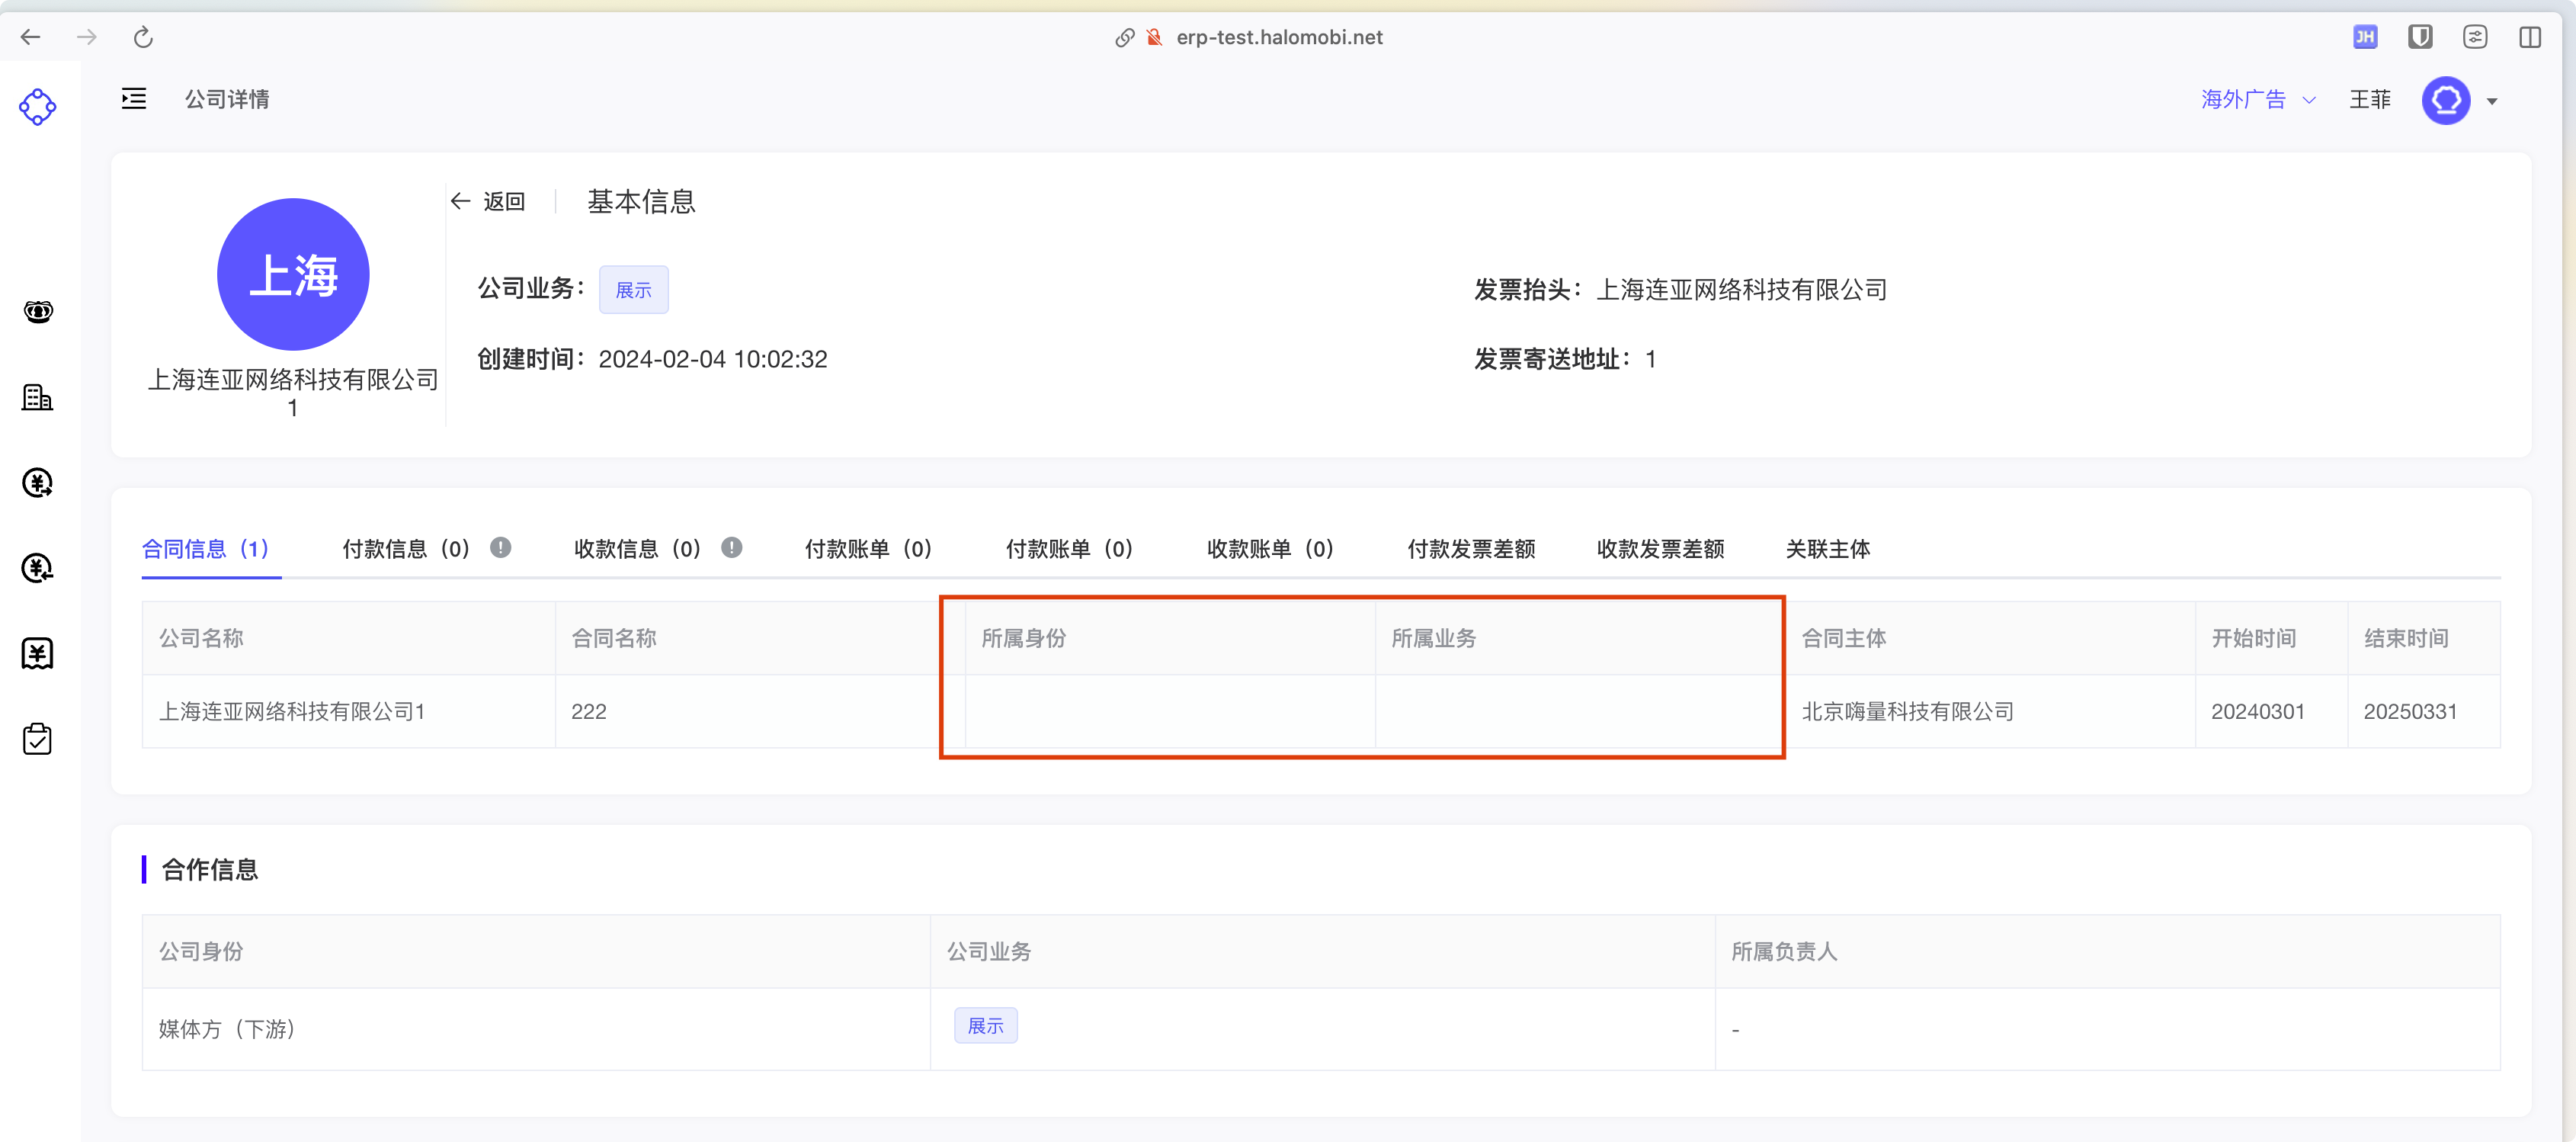 erp-test.halomobi.net
JH
公司详情
海外广告
王菲
上海
上海连亚网络科技有限公司
1
返回
基本信息
公司业务：
展示
发票抬头：
上海连亚网络科技有限公司
创建时间：
2024-02-04 10:02:32
发票寄送地址：
1
合同信息（1）
付款信息（0）
收款信息（0）
付款账单（0）
付款账单（0）
收款账单（0）
付款发票差额
收款发票差额
关联主体
公司名称
合同名称
所属身份
所属业务
合同主体
开始时间
结束时间
上海连亚网络科技有限公司1
222
北京嗨量科技有限公司
20240301
20250331
合作信息
公司身份
公司业务
所属负责人
媒体方（下游）
展示
-